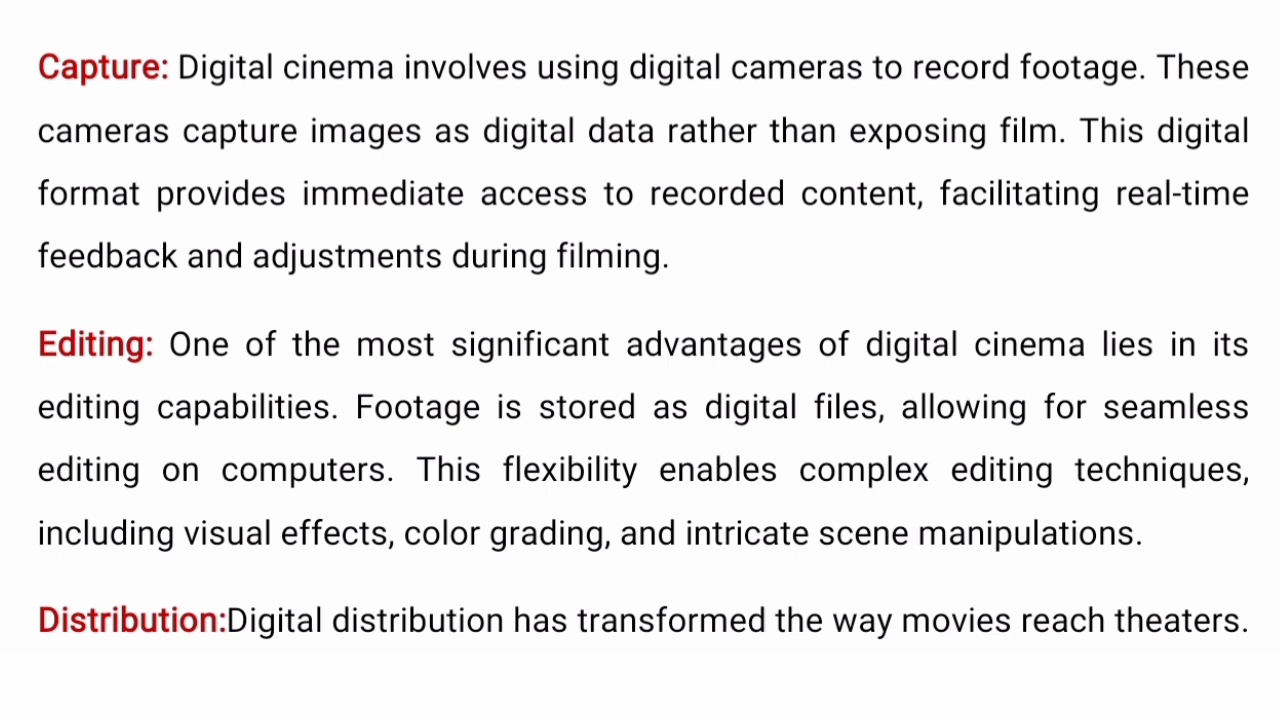 Capture: Digital cinema involves using digital cameras to record footage. These
cameras capture images as digital data rather than exposing film. This digital
format provides immediate access to recorded content, facilitating real-time
feedback and adjustments during filming.
Editing: One of the most significant advantages of digital cinema lies in its
editing capabilities. Footage is stored as digital files, allowing for seamless
editing on computers. This flexibility enables complex editing techniques,
including visual effects, color grading, and intricate scene manipulations.
Distribution:Digital distribution has transformed the way movies reach theaters.